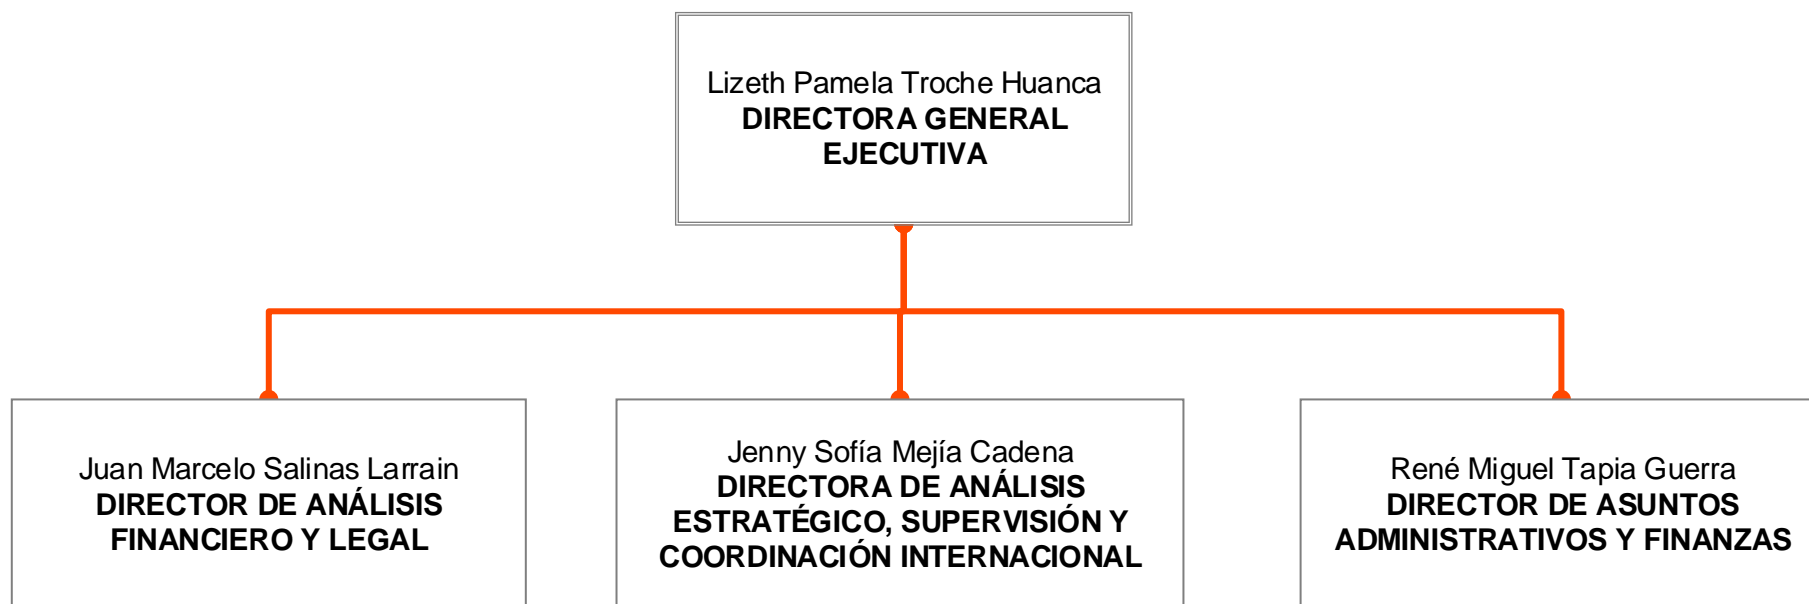 Lizeth Pamela Troche Huanca
DIRECTORA GENERAL
EJECUTIVA
Juan Marcelo Salinas Larrain
DIRECTOR DE ANÁLISIS
FINANCIERO Y LEGAL
Jenny Sofía Mejía Cadena
DIRECTORA DE ANÁLISIS
ESTRATÉGICO, SUPERVISIÓN Y
COORDINACIÓN INTERNACIONAL
René Miguel Tapia Guerra
DIRECTOR DE ASUNTOS
ADMINISTRATIVOS Y FINANZAS